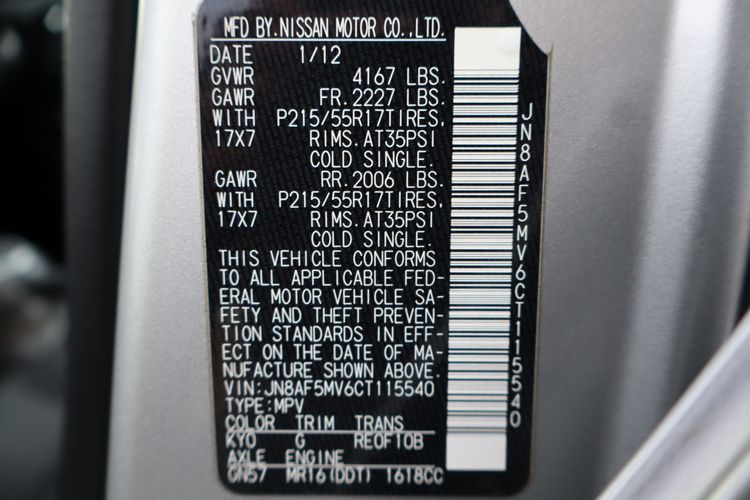 MFD BY.NISSAN MOTOR CO.,LTD.
DATE 1/12
GVWR 4167 LBS.
GAWR FR.2227 LBS.
WITH P215/55R17TIRES,
17X7 RIMS.AT35PSI
COLD SINGLE.
GAWR RR.2006 LBS.
WITH P215/55R17TIRES,
17X7 RIMS.AT35PSI
COLD SINGLE.
THIS VEHICLE CONFORMS
TO ALL APPLICABLE FED-
ERAL MOTOR VEHICLE SA-
FETY AND THEFT PREVEN-
TION STANDARDS IN EFF-
ECT ON THE DATE OF MA-
NUFACTURE SHOWN ABOVE.
VIN:JN8AF5MV6CT115540
TYPE:MPV
COLOR TRIM TRANS
KYO G REOF10B
AXLE ENGINE
GN57 MR16(DDT) 1618CC
JN8AF5MV6CT115540